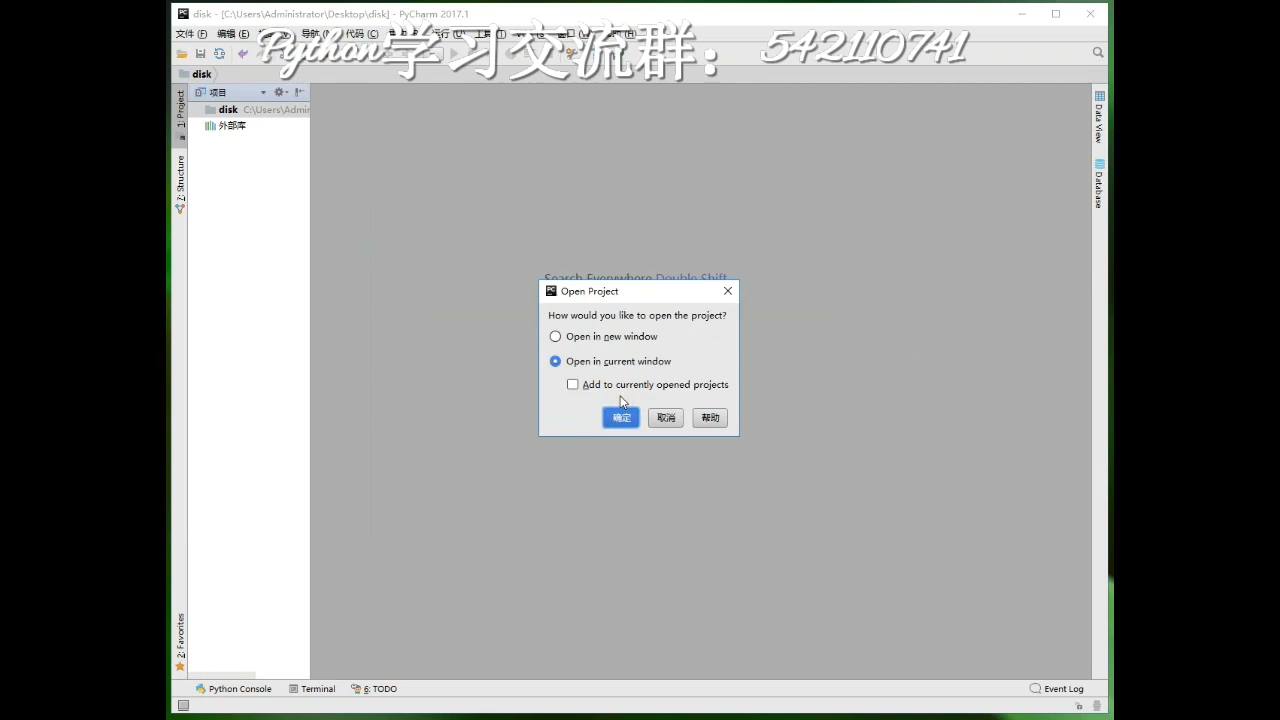 disk - [C:\Users\Administrator\Desktop\disk] - PyCharm 2017.1
文件 (F) 编辑 (E) 导航 代码 (C) 运行 (U) 工具 (T)
Python学习交流群：542110741
disk
项目
disk C:\Users\Admin
外部库
1: Project
Z: Structure
2: Favorites
Data View
Database
Search Everywhere Double Shift
Open Project
How would you like to open the project?
Open in new window
Open in current window
Add to currently opened projects
确定 取消 帮助
Python Console Terminal 6: TODO Event Log